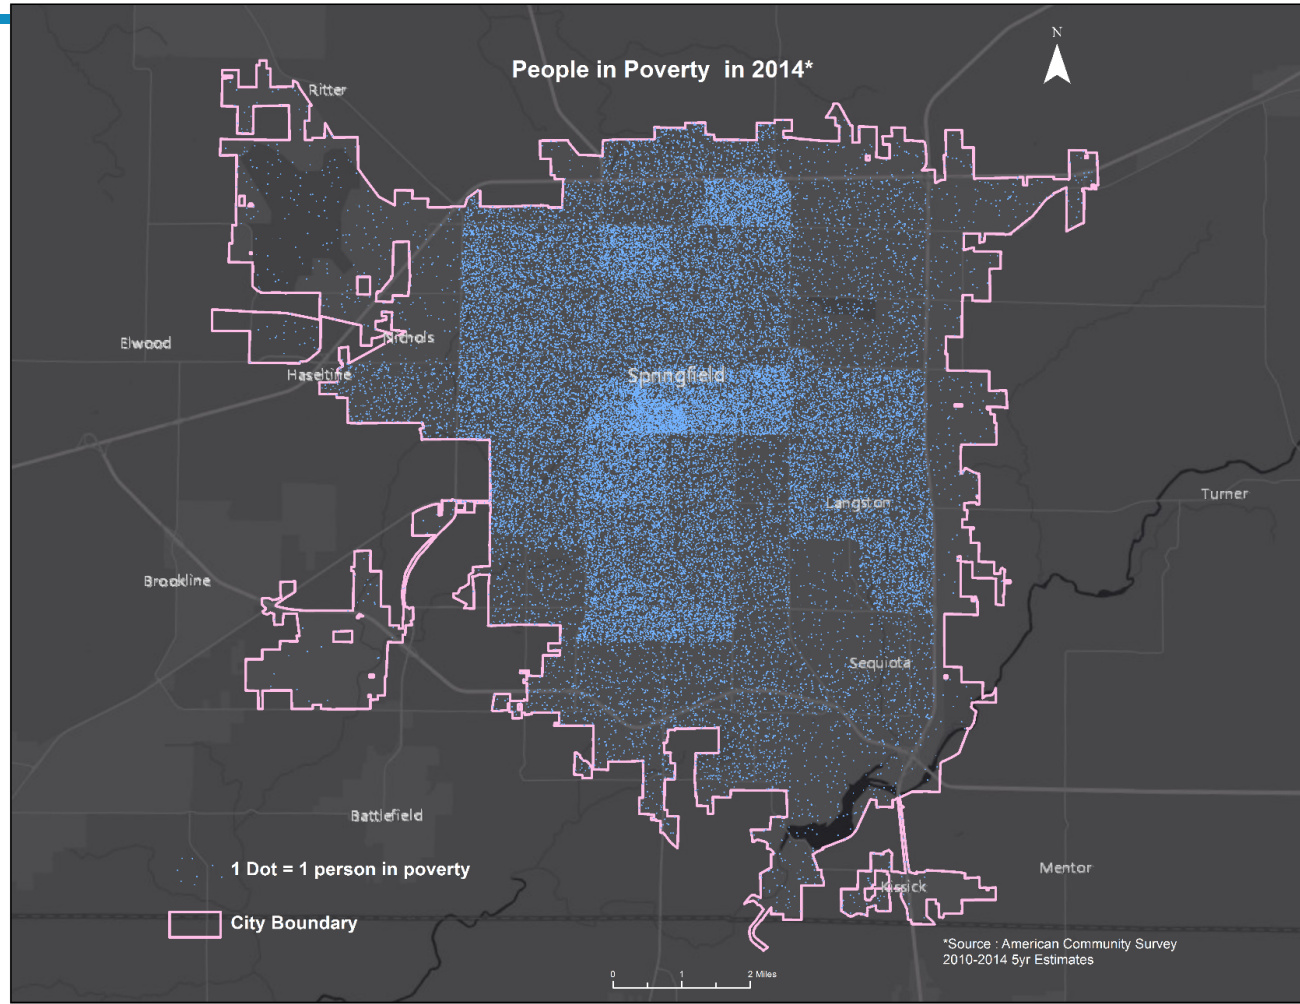 People in Poverty in 2014*
N
Ritter
Elwood
Nichols
Haseltine
Springfield
Turner
Langston
Brookline
Sequiota
Battlefield
1 Dot = 1 person in poverty
Mentor
Kissick
City Boundary
*Source : American Community Survey
2010-2014 5yr Estimates
0 1 2 Miles